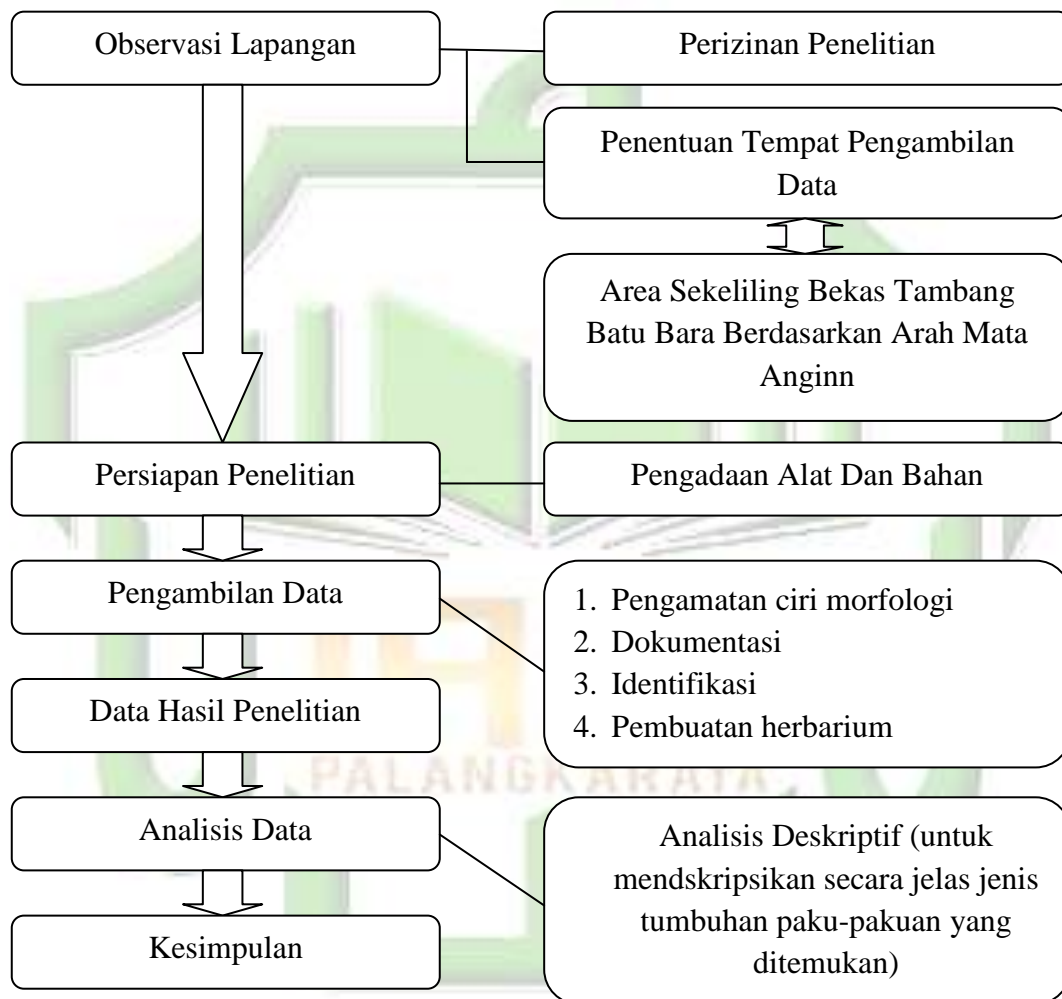 Observasi Lapangan
Perizinan Penelitian
Penentuan Tempat Pengambilan
Data
Area Sekeliling Bekas Tambang
Batu Bara Berdasarkan Arah Mata
Anginn
Persiapan Penelitian
Pengadaan Alat Dan Bahan
Pengambilan Data
1. Pengamatan ciri morfologi
2. Dokumentasi
3. Identifikasi
4. Pembuatan herbarium
Data Hasil Penelitian
PALANGKARAYA
Analisis Data
Analisis Deskriptif (untuk
mendskripsikan secara jelas jenis
tumbuhan paku-pakuan yang
ditemukan)
Kesimpulan